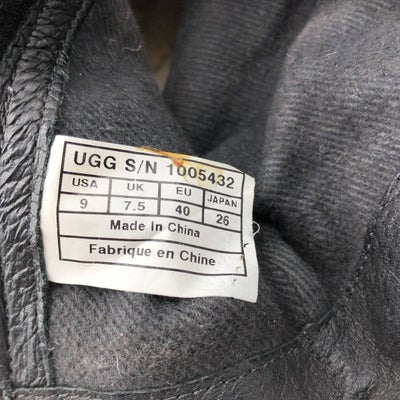 UGG S/N 1005432
USA UK EU JAPAN
9 7.5 40 26
Made In China
Fabrique en Chine